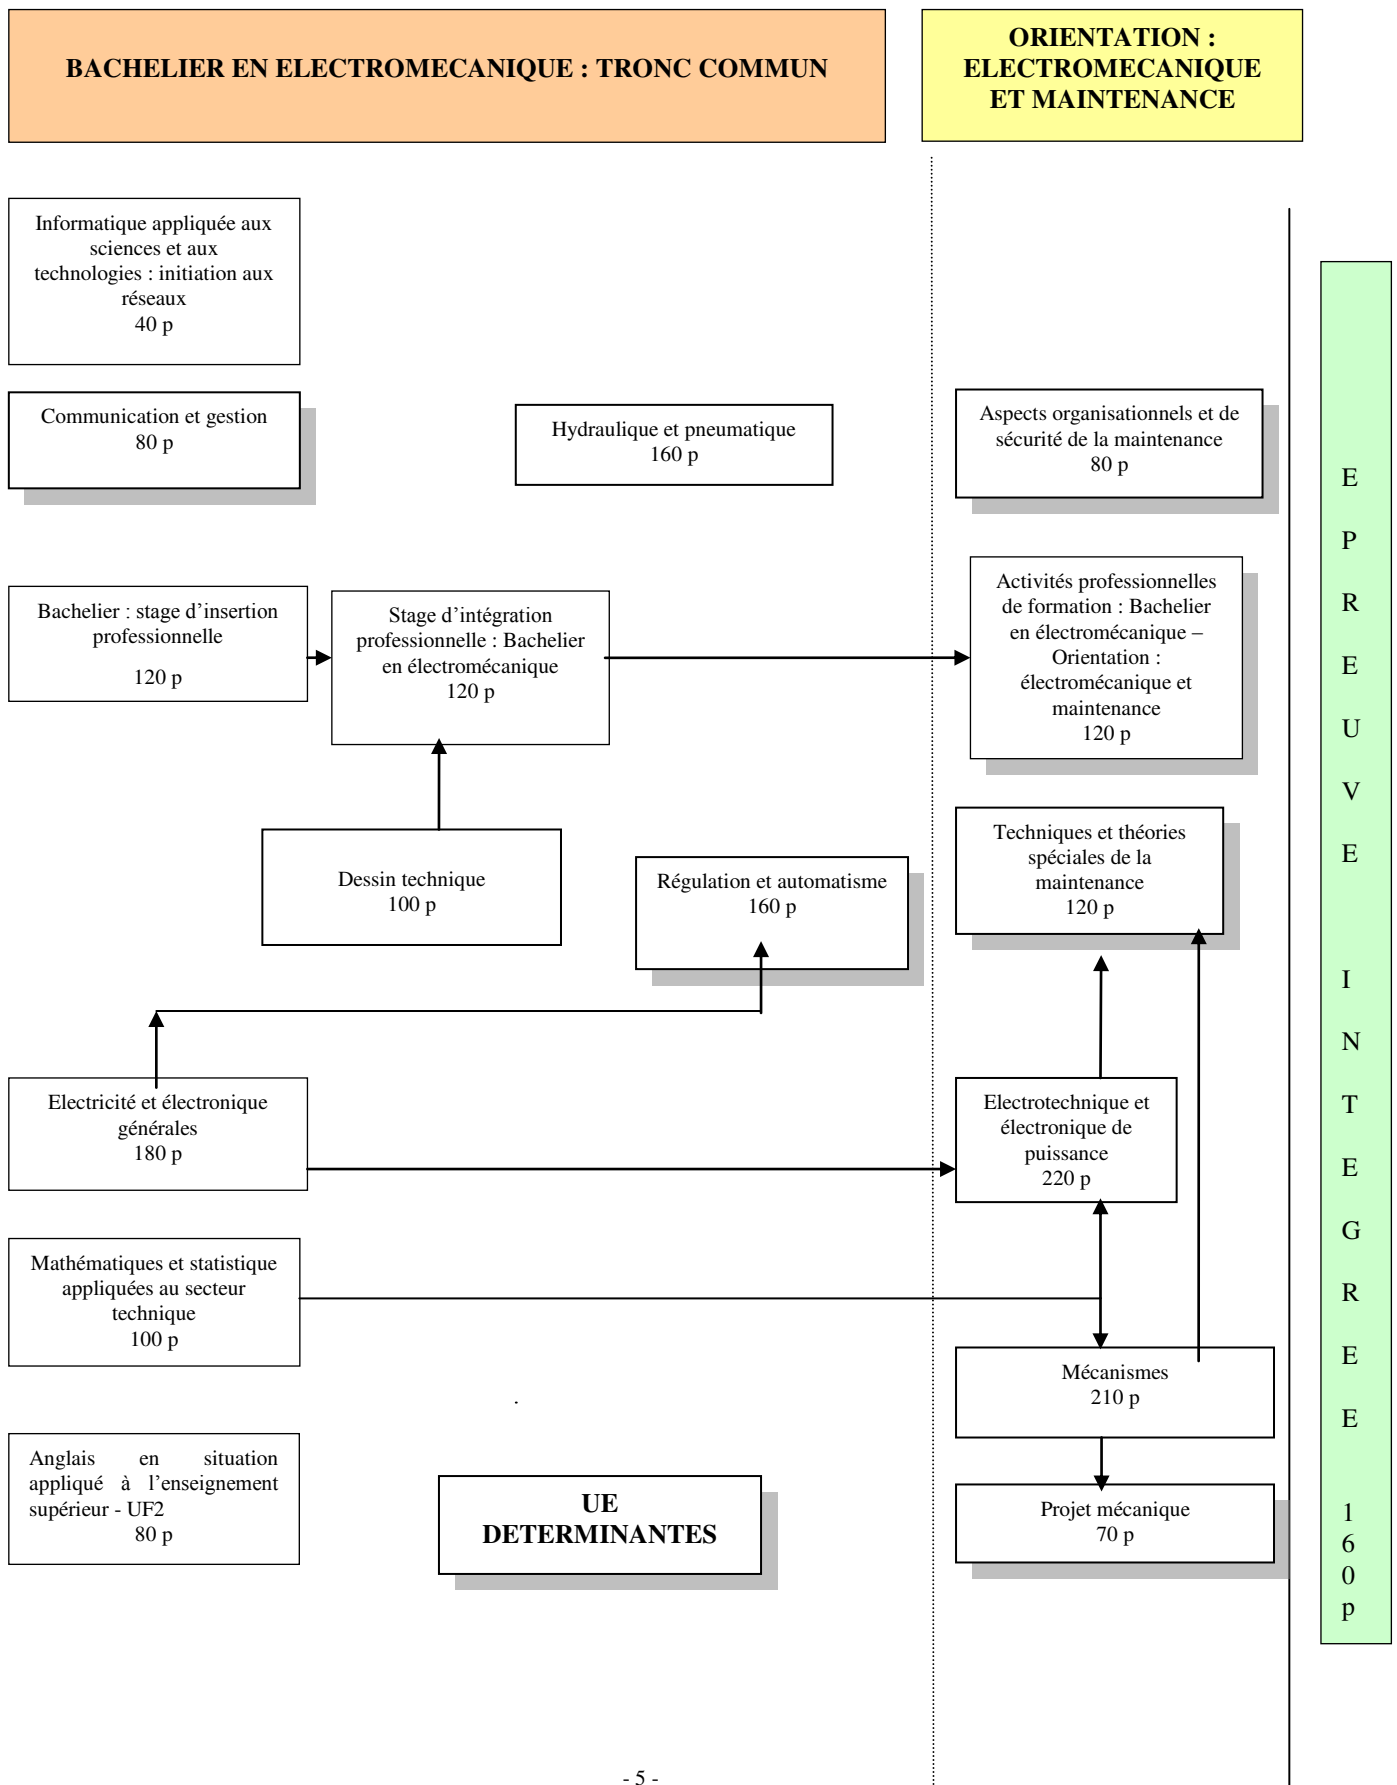 BACHELIER EN ELECTROMECANIQUE : TRONC COMMUN
ORIENTATION :
ELECTROMECANIQUE
ET MAINTENANCE
Informatique appliquée aux
sciences et aux
technologies : initiation aux
réseaux
40 p
Communication et gestion
80 p
Hydraulique et pneumatique
160 p
Aspects organisationnels et de
sécurité de la maintenance
80 p
Bachelier : stage d’insertion
professionnelle
120 p
Stage d’intégration
professionnelle : Bachelier
en électromécanique
120 p
Activités professionnelles
de formation : Bachelier
en électromécanique –
Orientation :
électromécanique et
maintenance
120 p
Dessin technique
100 p
Régulation et automatisme
160 p
Techniques et théories
spéciales de la
maintenance
120 p
Electricité et électronique
générales
180 p
Electrotechnique et
électronique de
puissance
220 p
Mathématiques et statistique
appliquées au secteur
technique
100 p
Mécanismes
210 p
.
Anglais en situation
appliqué à l’enseignement
supérieur - UF2
80 p
UE
DETERMINANTES
Projet mécanique
70 p
E
P
R
E
U
V
E
I
N
T
E
G
R
E
E
1
6
0
p
- 5 -